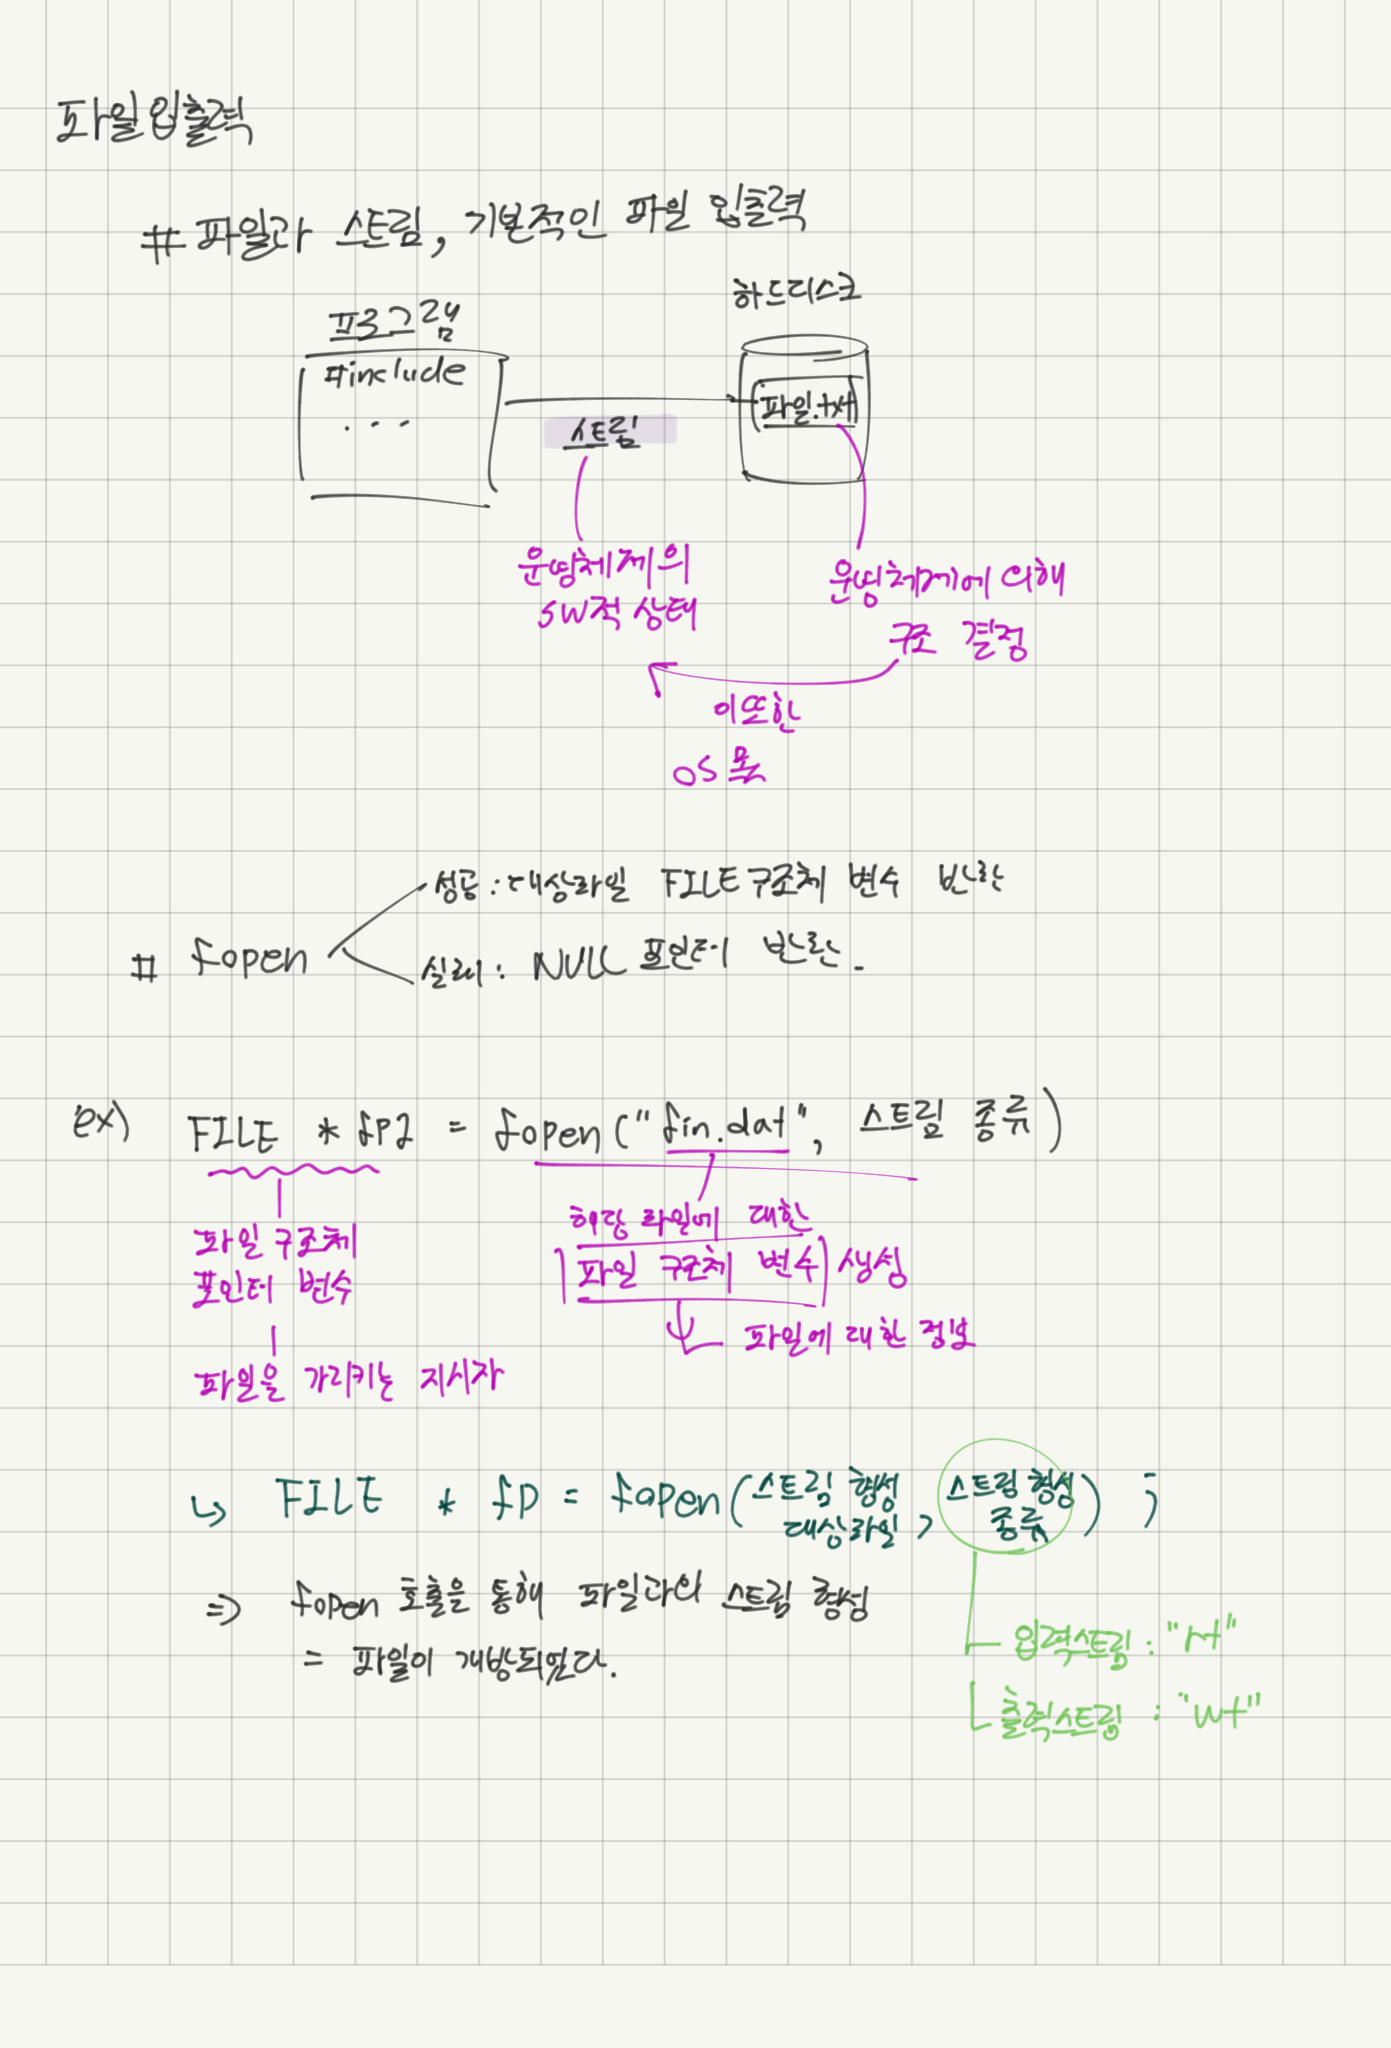 파일입출력
# 파일과 스트림, 기본적인 파일 입출력
하드디스크
프로그램
#include
...
파일.txt
스트림
운영체제의
SW적 상태
운영체제에 의해
구조 결정
이또한
OS 몫
성공 : 대상파일 FILE구조체 변수 반환
# fopen
실패 : NULL 포인터 반환.
ex) FILE * fp2 = fopen("fin.dat", 스트림 종류)
파일 구조체
포인터 변수
파일을 가리키는 지시자
해당 파일에 대한
파일 구조체 변수 생성
파일에 대한 정보
↳ FILE * fp = fopen(스트림 형성 대상파일, 스트림 형성 종류) ;
⇒ fopen 호출을 통해 파일과의 스트림 형성
= 파일이 개방되었다.
입력스트림 : "rt"
출력스트림 : "wt"